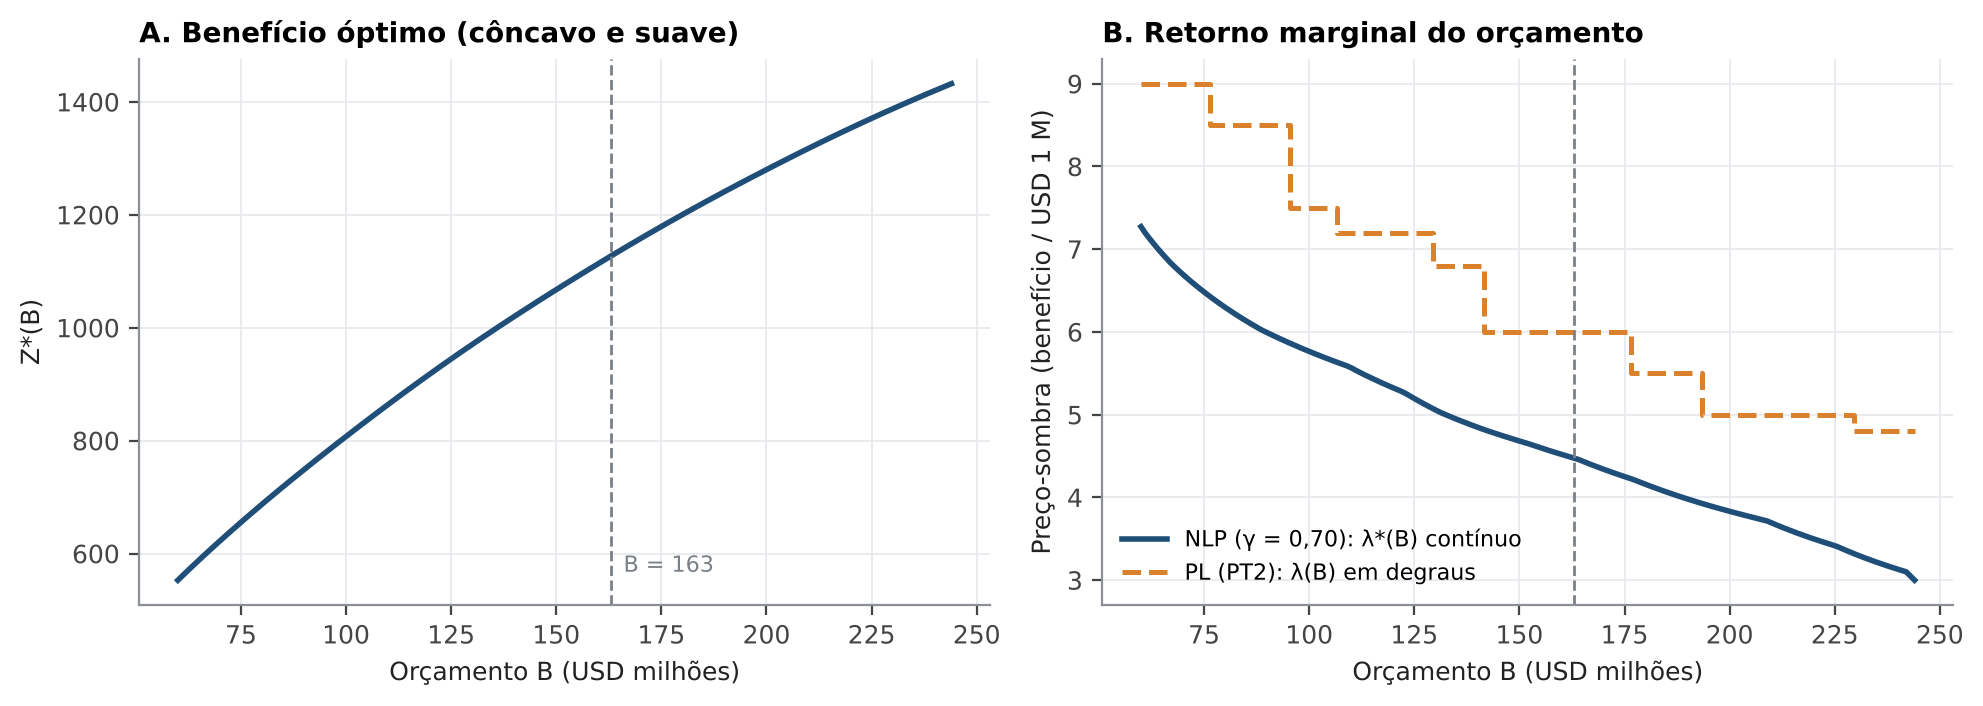 A. Benefício óptimo (côncavo e suave)
1400
1200
1000
800
600
Z*(B)
B = 163
75 100 125 150 175 200 225 250
Orçamento B (USD milhões)
B. Retorno marginal do orçamento
9
8
7
6
5
4
3
Preço-sombra (benefício / USD 1 M)
NLP (γ = 0,70): λ*(B) contínuo
PL (PT2): λ(B) em degraus
75 100 125 150 175 200 225 250
Orçamento B (USD milhões)